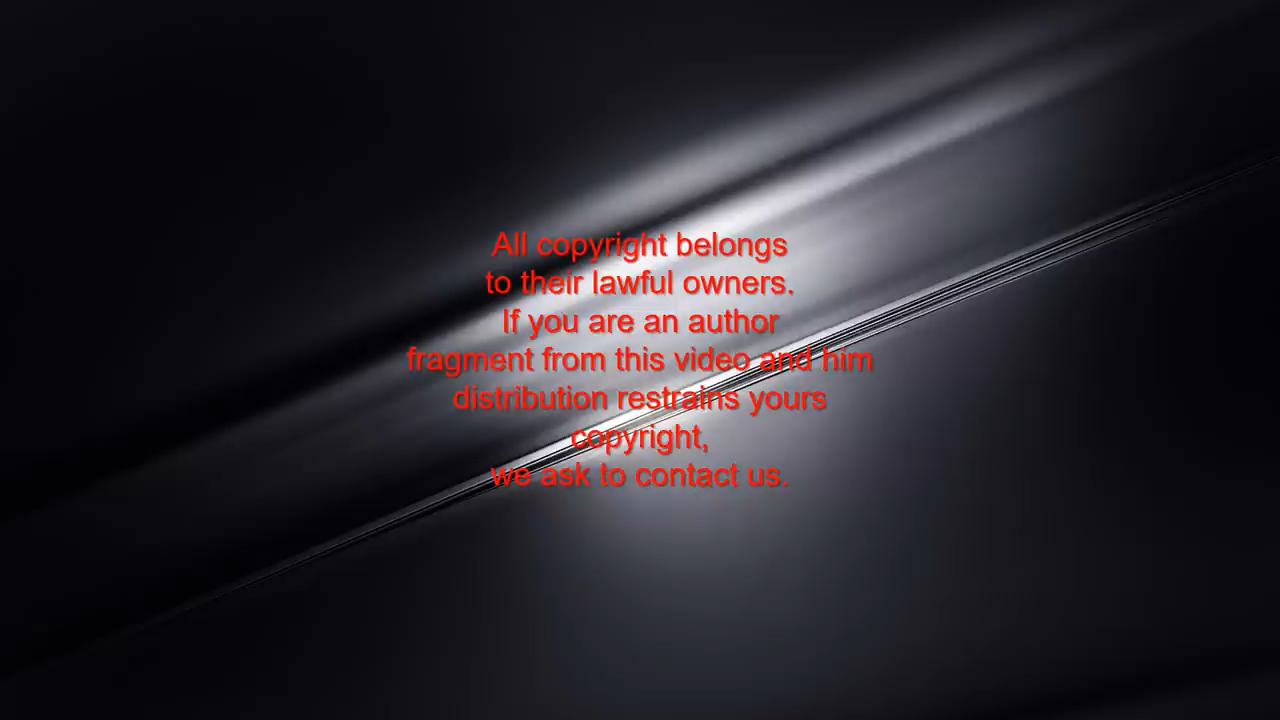 All copyright belongs
to their lawful owners.
If you are an author
fragment from this video and him
distribution restrains yours
copyright,
we ask to contact us.